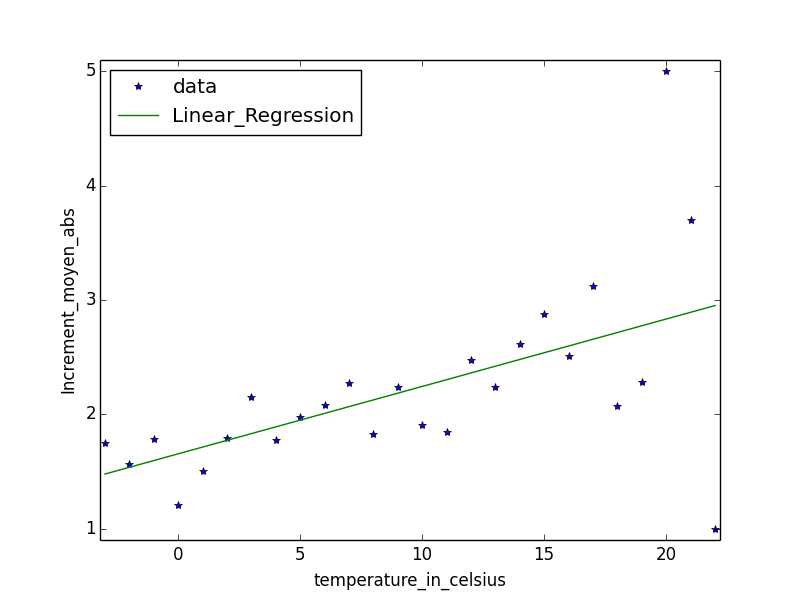 5
data
Linear_Regression
4
3
2
1
Increment_moyen_abs
0 5 10 15 20
temperature_in_celsius